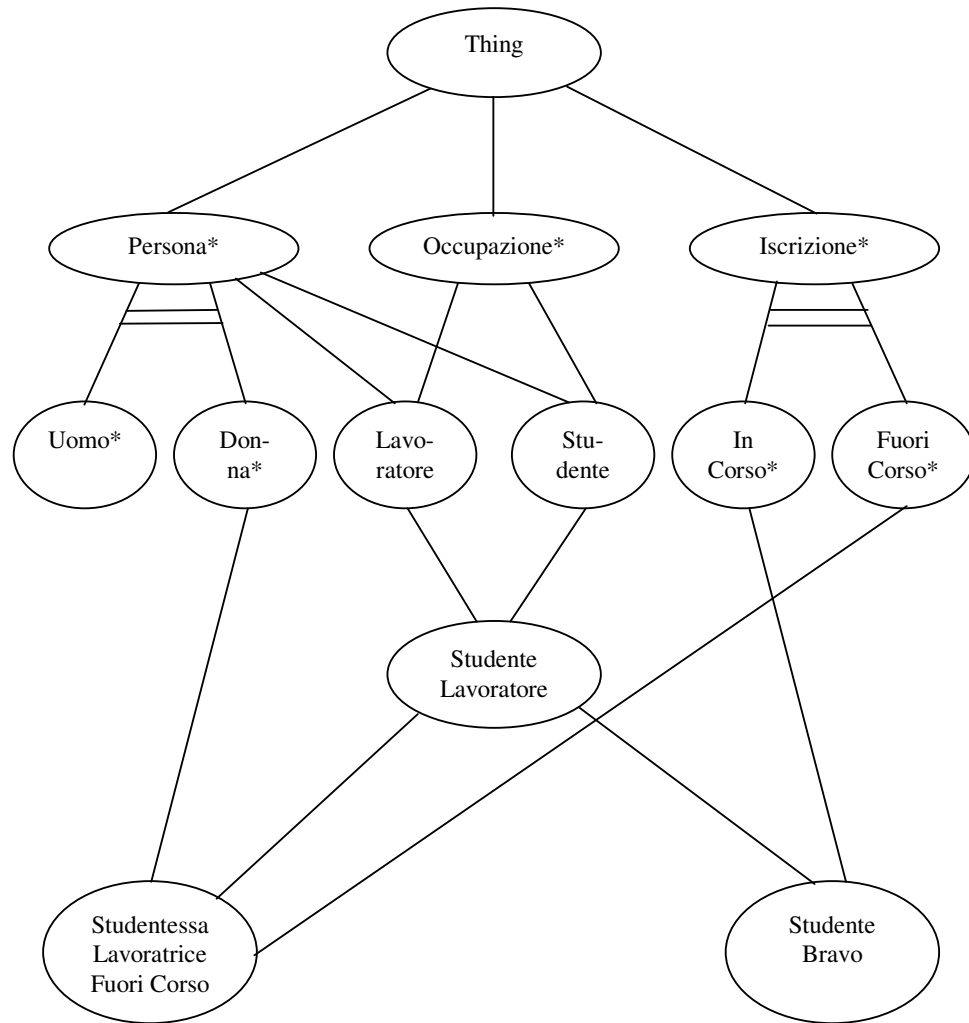 Thing
Persona*
Occupazione*
Iscrizione*
Uomo*
Don-
na*
Lavo-
ratore
Stu-
dente
In
Corso*
Fuori
Corso*
Studente
Lavoratore
Studentessa
Lavoratrice
Fuori Corso
Studente
Bravo